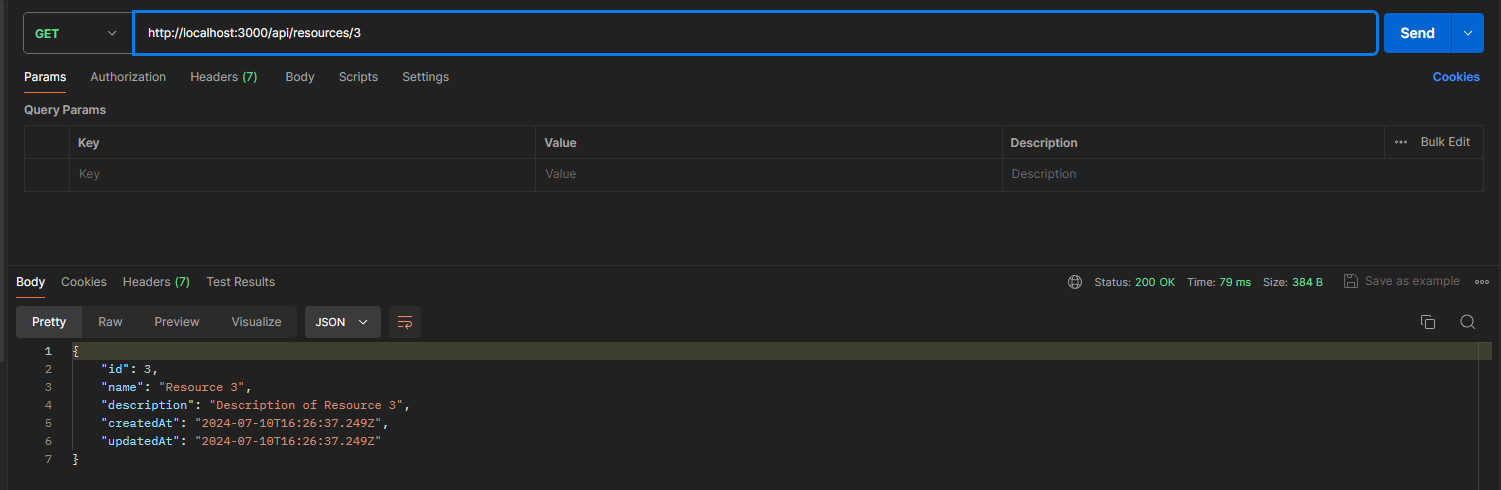 GET http://localhost:3000/api/resources/3 Send
Params Authorization Headers (7) Body Scripts Settings Cookies
Query Params
Key Value Description Bulk Edit
Key Value Description
Body Cookies Headers (7) Test Results Status: 200 OK Time: 79 ms Size: 384 B Save as example
Pretty Raw Preview Visualize JSON
1 {
2 "id": 3,
3 "name": "Resource 3",
4 "description": "Description of Resource 3",
5 "createdAt": "2024-07-10T16:26:37.249Z",
6 "updatedAt": "2024-07-10T16:26:37.249Z"
7 }